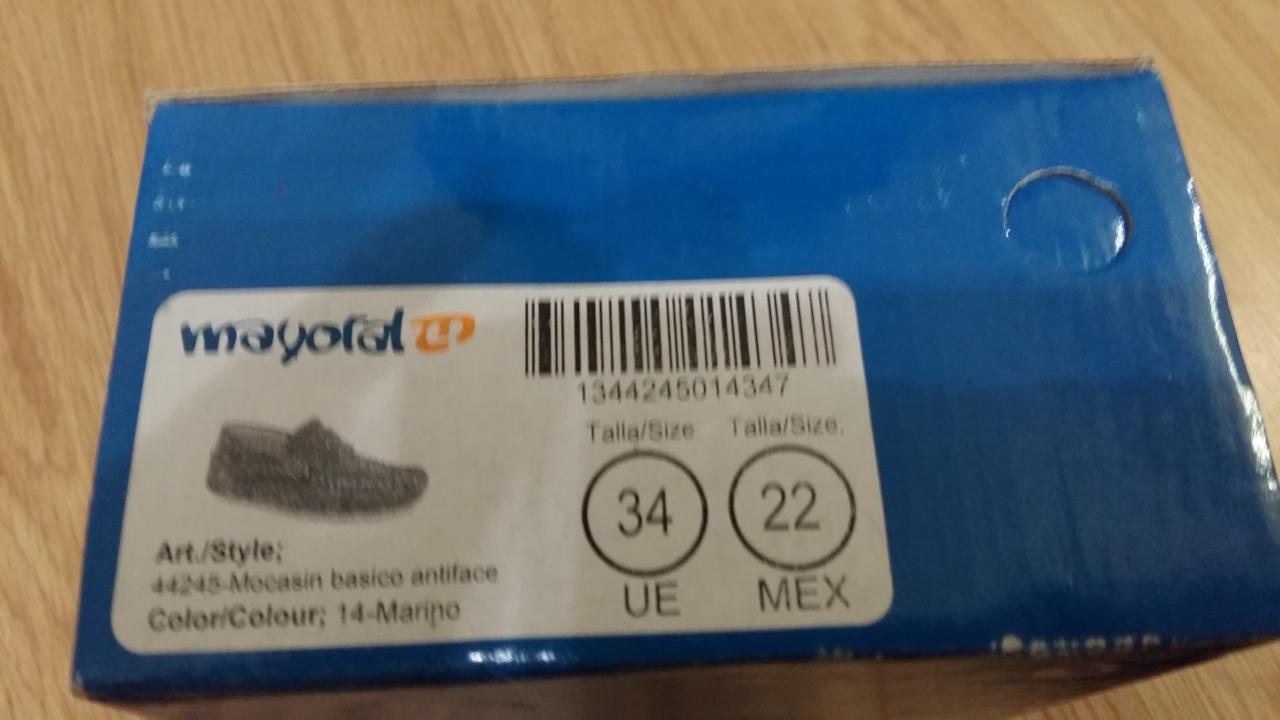 mayoral
1344245014347
Talla/Size Talla/Size:
34 22
UE MEX
Art./Style:
44245-Mocasin basico antiface
Color/Colour: 14-Marino